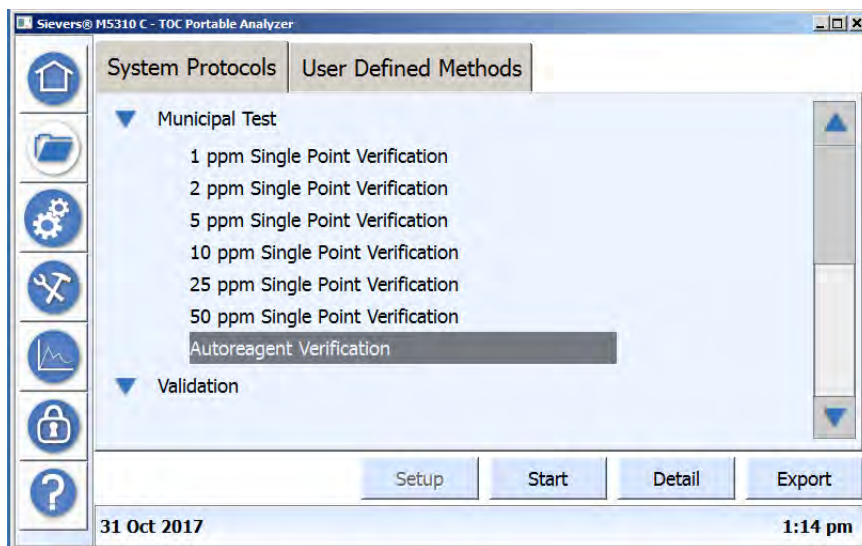 Sievers® M5310 C - TOC Portable Analyzer
System Protocols
User Defined Methods
Municipal Test
1 ppm Single Point Verification
2 ppm Single Point Verification
5 ppm Single Point Verification
10 ppm Single Point Verification
25 ppm Single Point Verification
50 ppm Single Point Verification
Autoreagent Verification
Validation
Setup
Start
Detail
Export
31 Oct 2017
1:14 pm